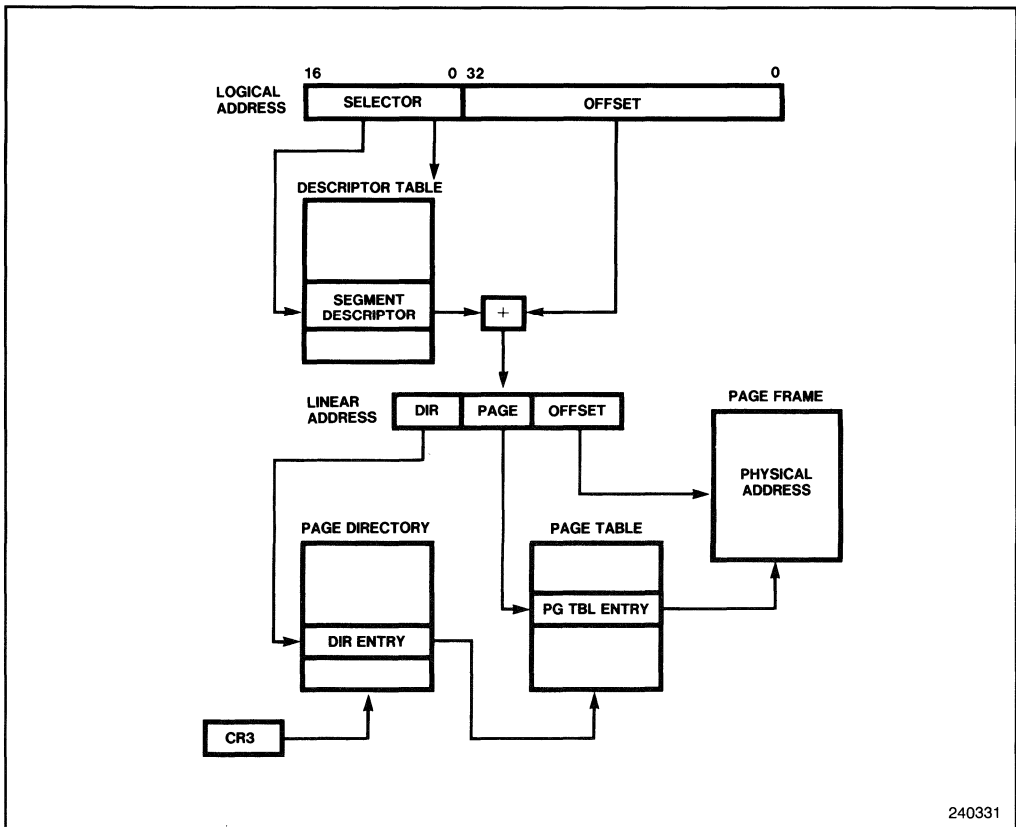 16 0 32 0
LOGICAL
ADDRESS
SELECTOR OFFSET
DESCRIPTOR TABLE
SEGMENT
DESCRIPTOR
+
LINEAR
ADDRESS
DIR PAGE OFFSET
PAGE FRAME
PHYSICAL
ADDRESS
PAGE DIRECTORY
PAGE TABLE
PG TBL ENTRY
DIR ENTRY
CR3
240331